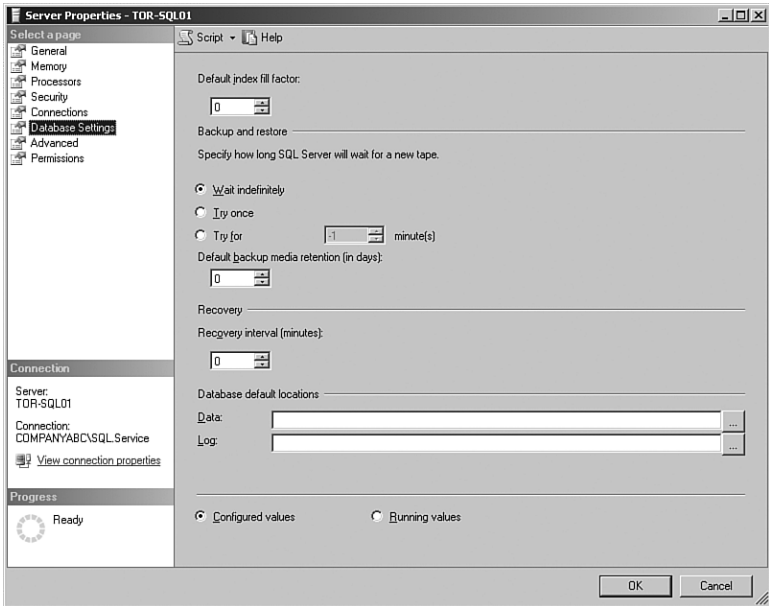 Server Properties - TOR-SQL01
Select a page
General
Memory
Processors
Security
Connections
Database Settings
Advanced
Permissions
Connection
Server:
TOR-SQL01
Connection:
COMPANYABC\SQL.Service
View connection properties
Progress
Ready
Script
Help
Default index fill factor:
0
Backup and restore
Specify how long SQL Server will wait for a new tape.
Wait indefinitely
Try once
Try for -1 minute(s)
Default backup media retention (in days):
0
Recovery
Recovery interval (minutes):
0
Database default locations
Data: ...
Log: ...
Configured values Running values
OK Cancel